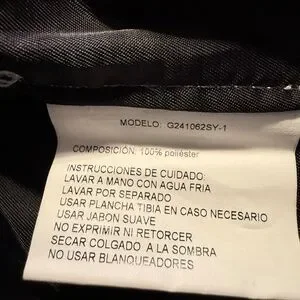 MODELO: G241062SY-1
COMPOSICIÓN: 100% poliéster
INSTRUCCIONES DE CUIDADO:
LAVAR A MANO CON AGUA FRIA
LAVAR POR SEPARADO
USAR PLANCHA TIBIA EN CASO NECESARIO
USAR JABON SUAVE
NO EXPRIMIR NI RETORCER
SECAR COLGADO A LA SOMBRA
NO USAR BLANQUEADORES